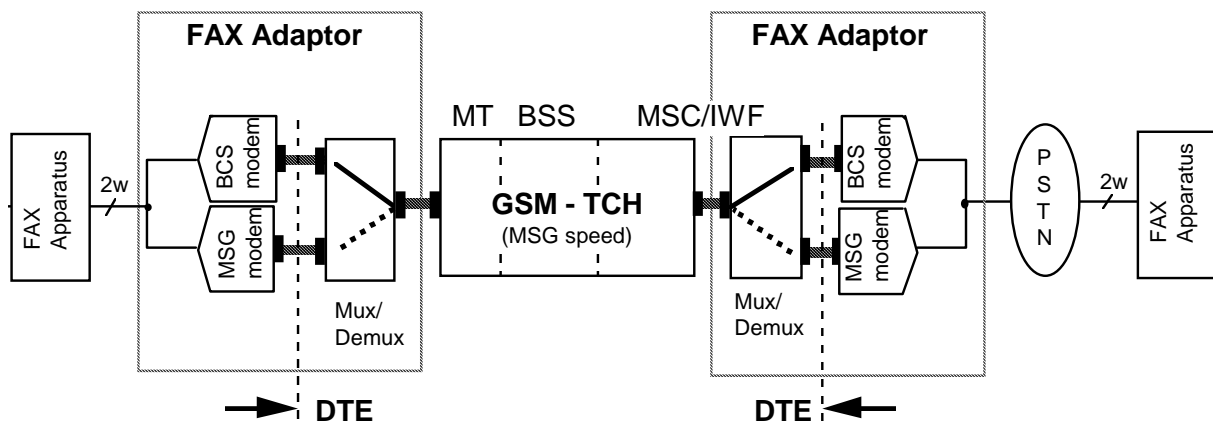 FAX Adaptor
FAX Adaptor
MT BSS MSC/IWF
FAX
Apparatus
2w
BCS
modem
MSG
modem
Mux/
Demux
GSM - TCH
(MSG speed)
Mux/
Demux
BCS
modem
MSG
modem
P
S
T
N
2w
FAX
Apparatus
DTE
DTE